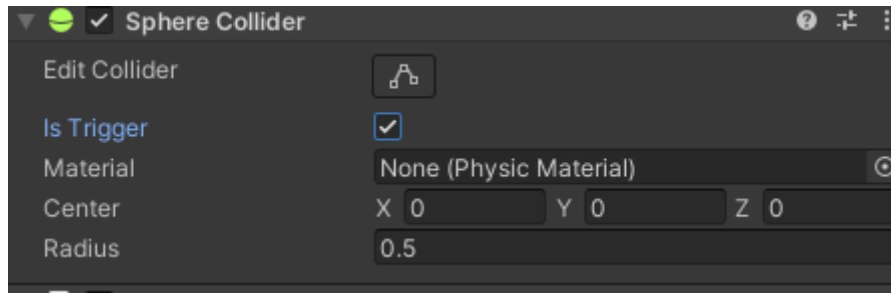 Sphere Collider
Edit Collider
Is Trigger
Material None (Physic Material)
Center X 0 Y 0 Z 0
Radius 0.5